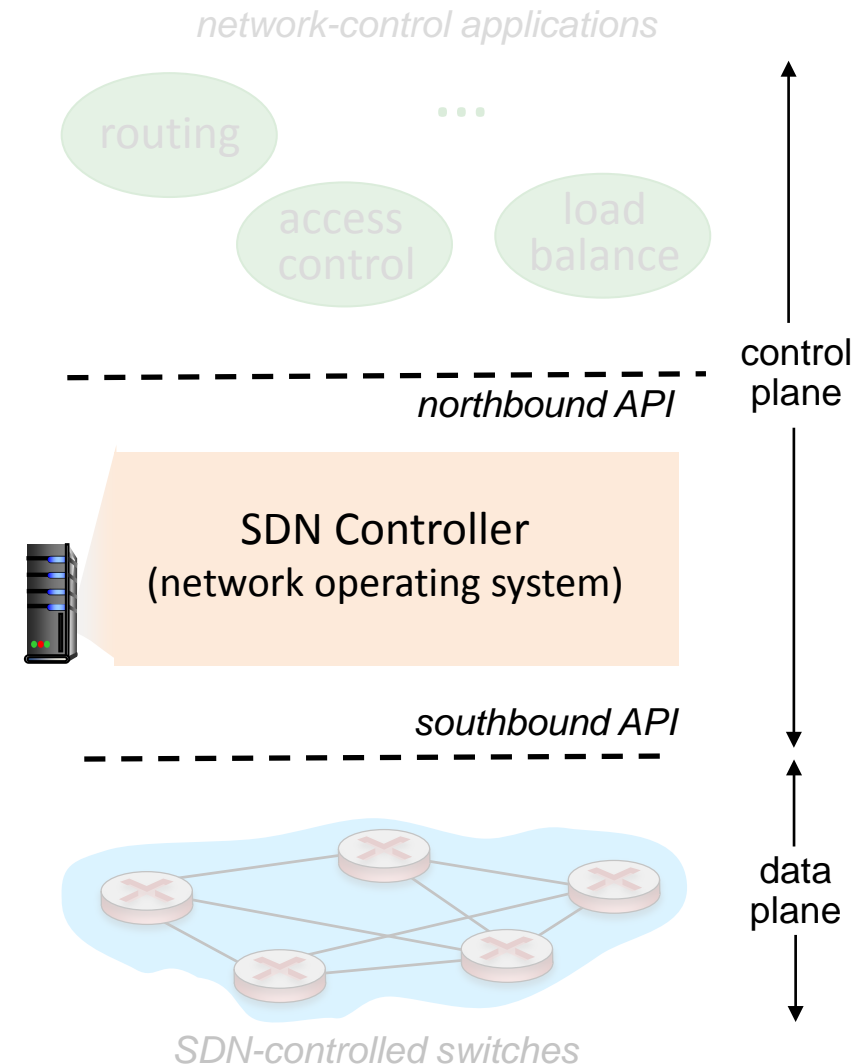 network-control applications
routing
...
access
control
load
balance
control
plane
northbound API
SDN Controller
(network operating system)
southbound API
data
plane
SDN-controlled switches